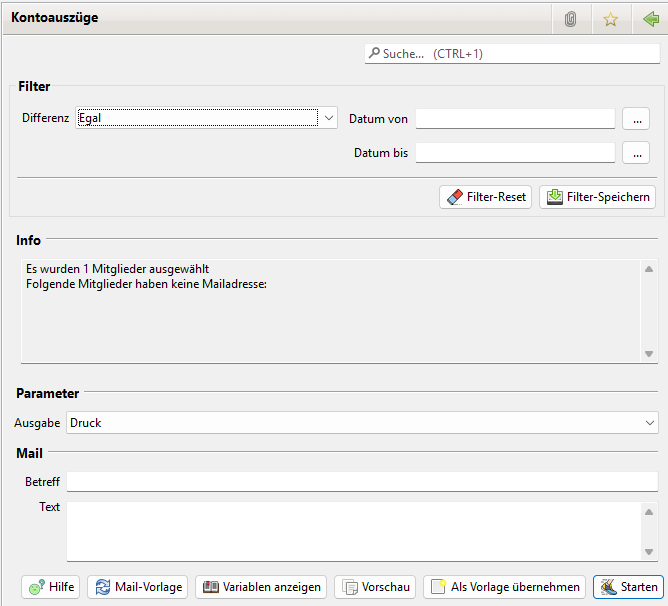 Kontoauszüge
Suche... (CTRL+1)
Filter
Differenz Egal Datum von ...
Datum bis ...
Filter-Reset Filter-Speichern
Info
Es wurden 1 Mitglieder ausgewählt
Folgende Mitglieder haben keine Mailadresse:
Parameter
Ausgabe Druck
Mail
Betreff
Text
Hilfe Mail-Vorlage Variablen anzeigen Vorschau Als Vorlage übernehmen Starten